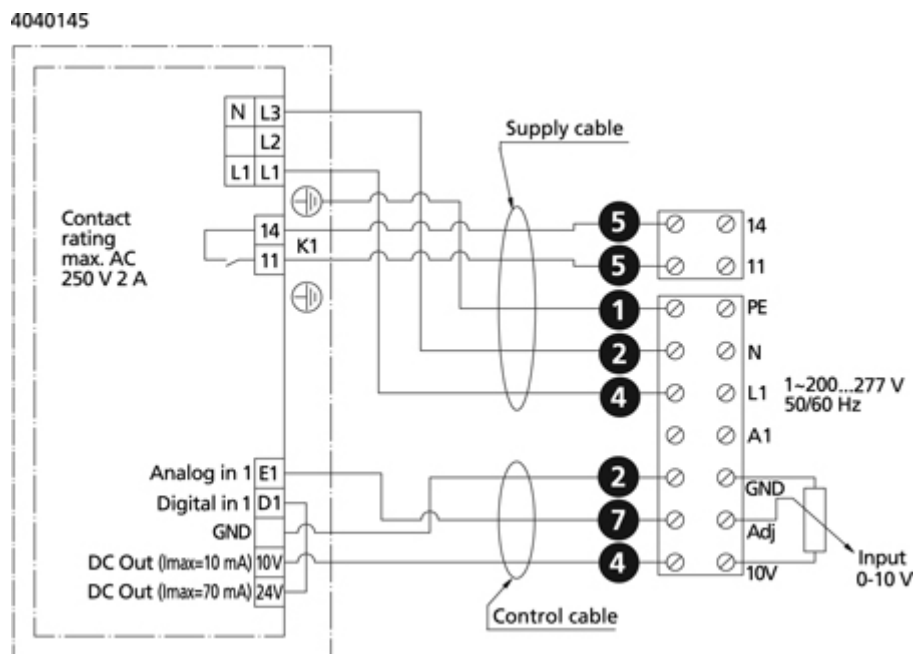 4040145
N L3
L2
L1 L1
Supply cable
Contact
rating
max. AC
250 V 2 A
14
K1
11
5 14
5 11
1 PE
2 N
4 L1
1~200...277 V
50/60 Hz
A1
2 GND
7 Adj
4 10V
Input
0-10 V
Analog in 1 E1
Digital in 1 D1
GND
DC Out (Imax=10 mA) 10V
DC Out (Imax=70 mA) 24V
Control cable